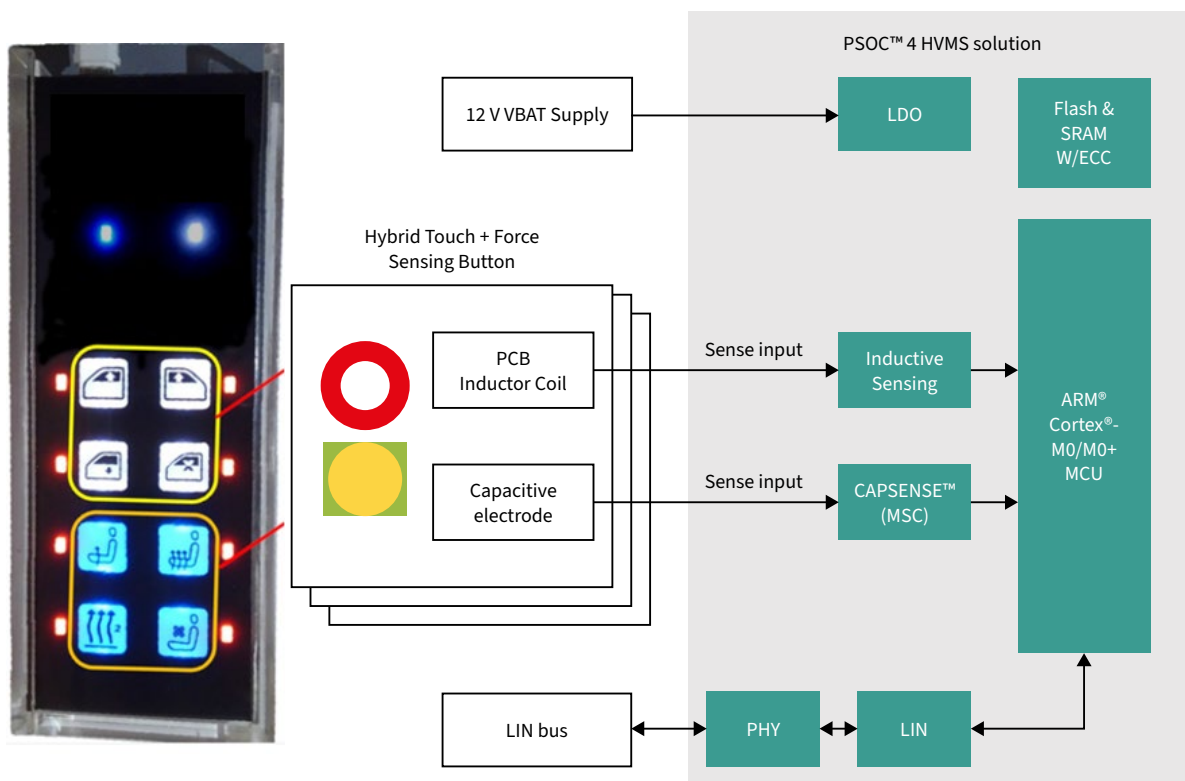 PSOC™ 4 HVMS solution
12 V VBAT Supply
LDO
Flash &
SRAM
W/ECC
Hybrid Touch + Force
Sensing Button
PCB
Inductor Coil
Sense input
Inductive
Sensing
ARM®
Cortex®-
M0/M0+
MCU
Capacitive
electrode
Sense input
CAPSENSE™
(MSC)
LIN bus
PHY
LIN